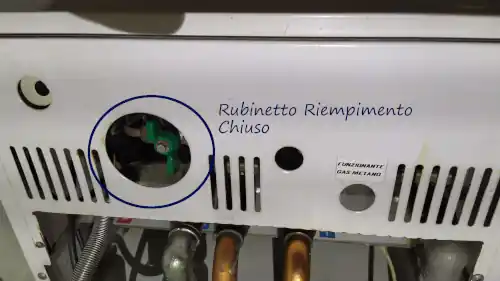 Rubinetto Riempimento
Chiuso
FUNZIONANTE
GAS METANO